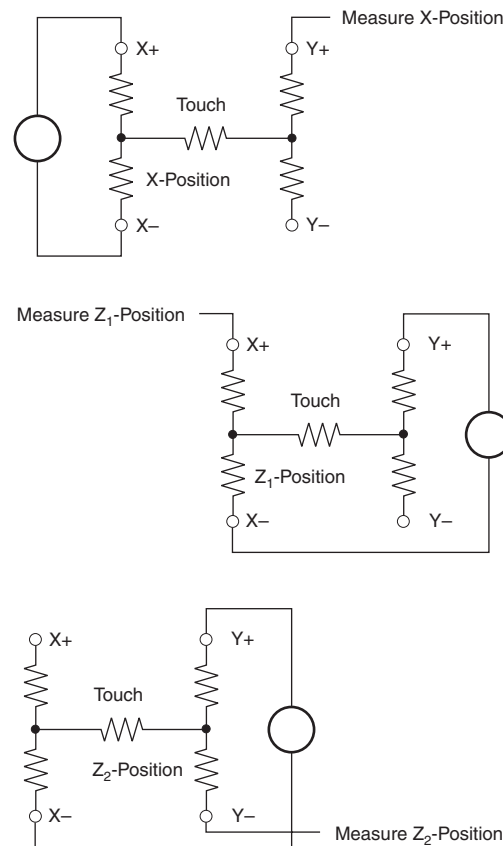 Measure X-Position
X+
Y+
Touch
X-Position
X–
Y–
Measure Z₁-Position
X+
Y+
Touch
Z₁-Position
X–
Y–
X+
Y+
Touch
Z₂-Position
X–
Y–
Measure Z₂-Position